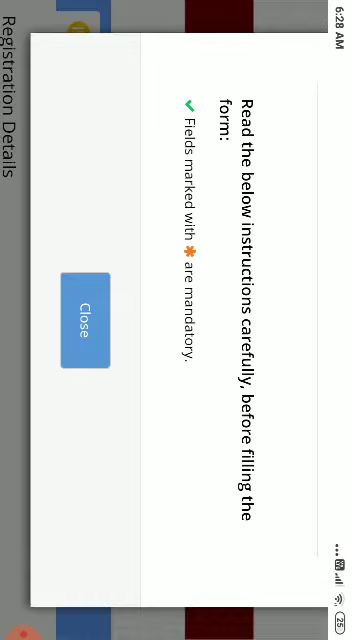 6:28 AM
25
Read the below instructions carefully, before filling the
form:
✔ Fields marked with * are mandatory.
Close
Registration Details